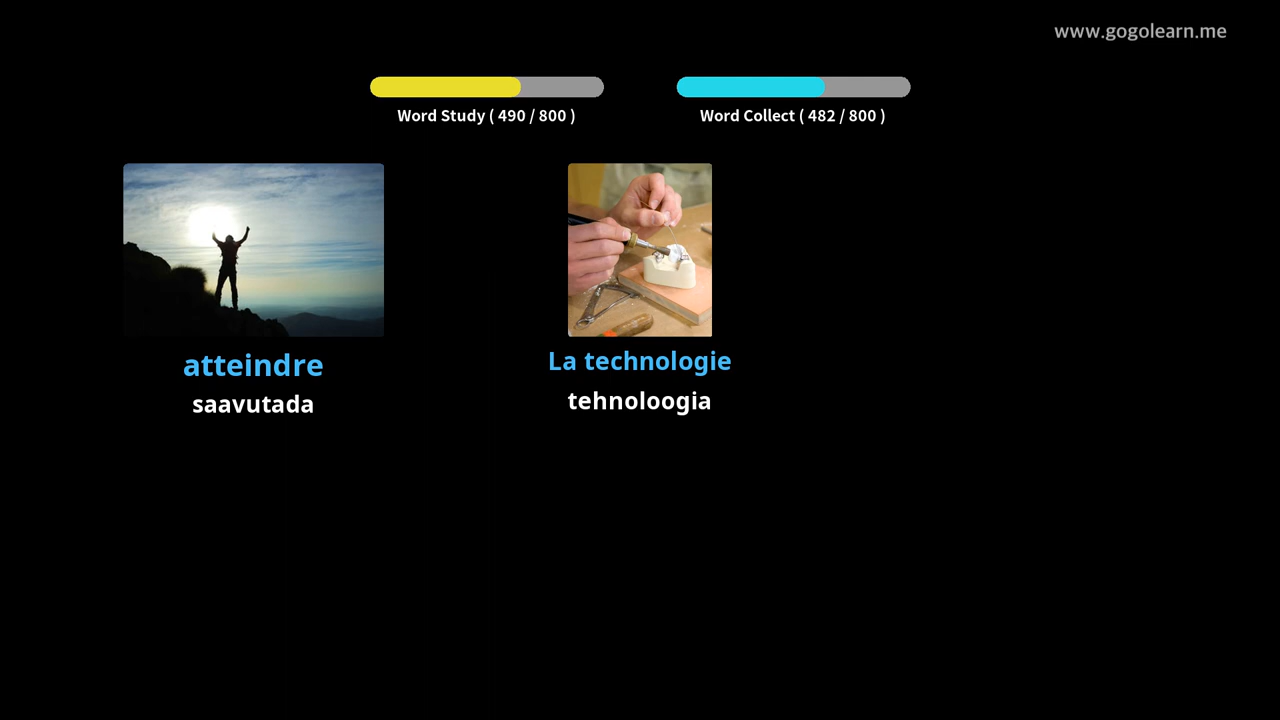 www.gogolearn.me
Word Study ( 490 / 800 )
Word Collect ( 482 / 800 )
atteindre
saavutada
La technologie
tehnoloogia